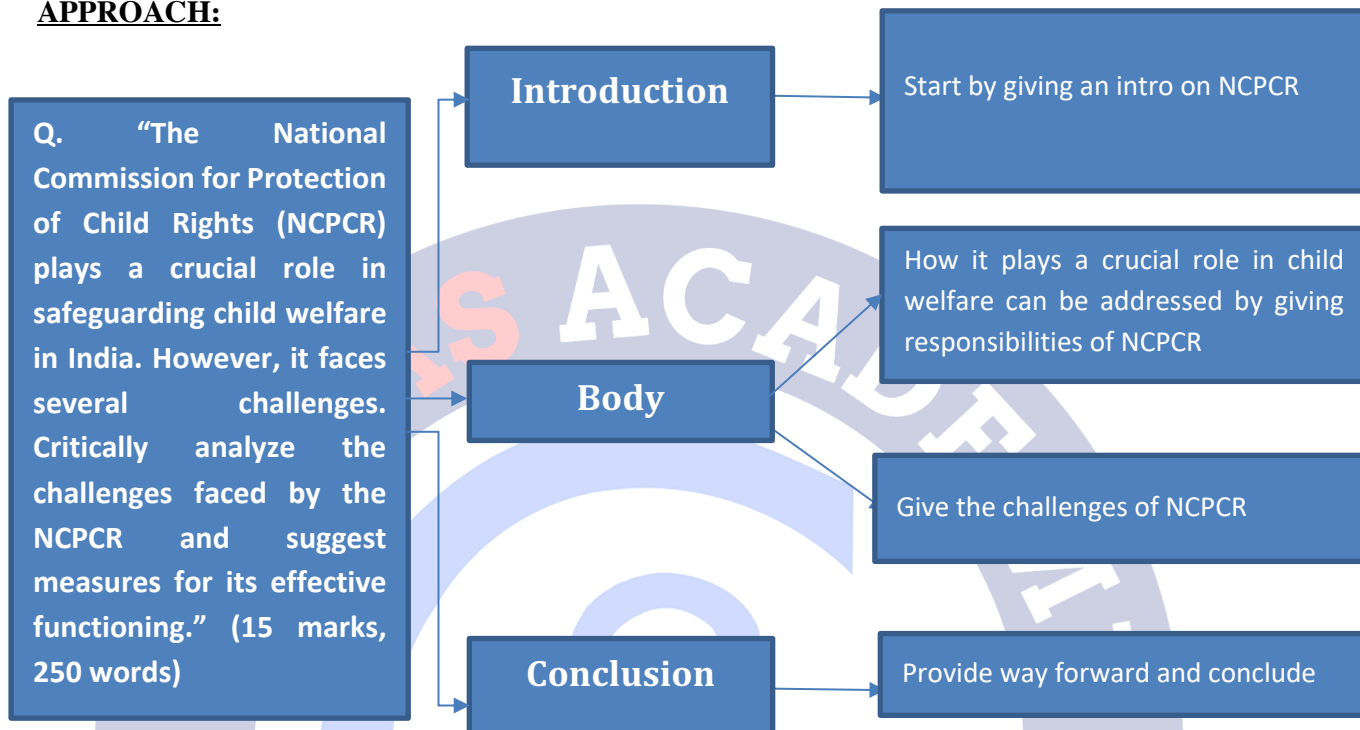 APPROACH:
Q. “The National
Commission for Protection
of Child Rights (NCPCR)
plays a crucial role in
safeguarding child welfare
in India. However, it faces
several challenges.
Critically analyze the
challenges faced by the
NCPCR and suggest
measures for its effective
functioning.” (15 marks,
250 words)
Introduction
Start by giving an intro on NCPCR
Body
How it plays a crucial role in child
welfare can be addressed by giving
responsibilities of NCPCR
Give the challenges of NCPCR
Conclusion
Provide way forward and conclude